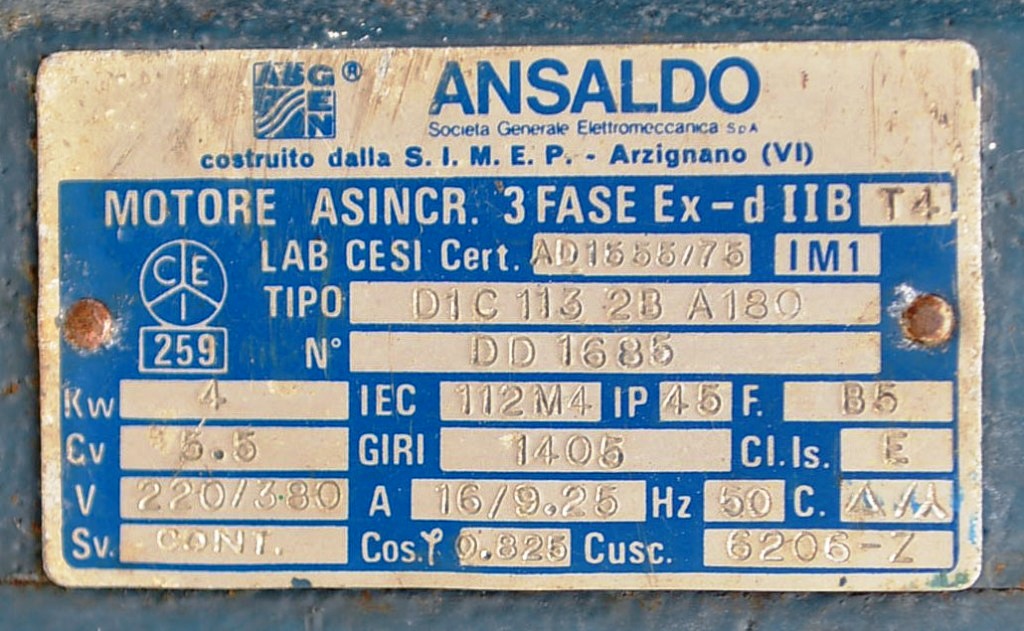 ASGEN ® ANSALDO
Societa Generale Elettromeccanica S.p.A
costruito dalla S. I. M. E. P. - Arzignano (VI)
MOTORE ASINCR. 3 FASE Ex-d IIB T4
LAB CESI Cert. AD1555/75 IM1
CEI
TIPO D1C 113 2B A180
259 N° DD 1685
Kw 4 IEC 112M4 IP 45 F. B5
Cv 5.5 GIRI 1405 Cl.Is. E
V 220/380 A 16/9.25 Hz 50 C. Δ/Y
Sv. CONT. Cos.φ 0.825 Cusc. 6206-Z